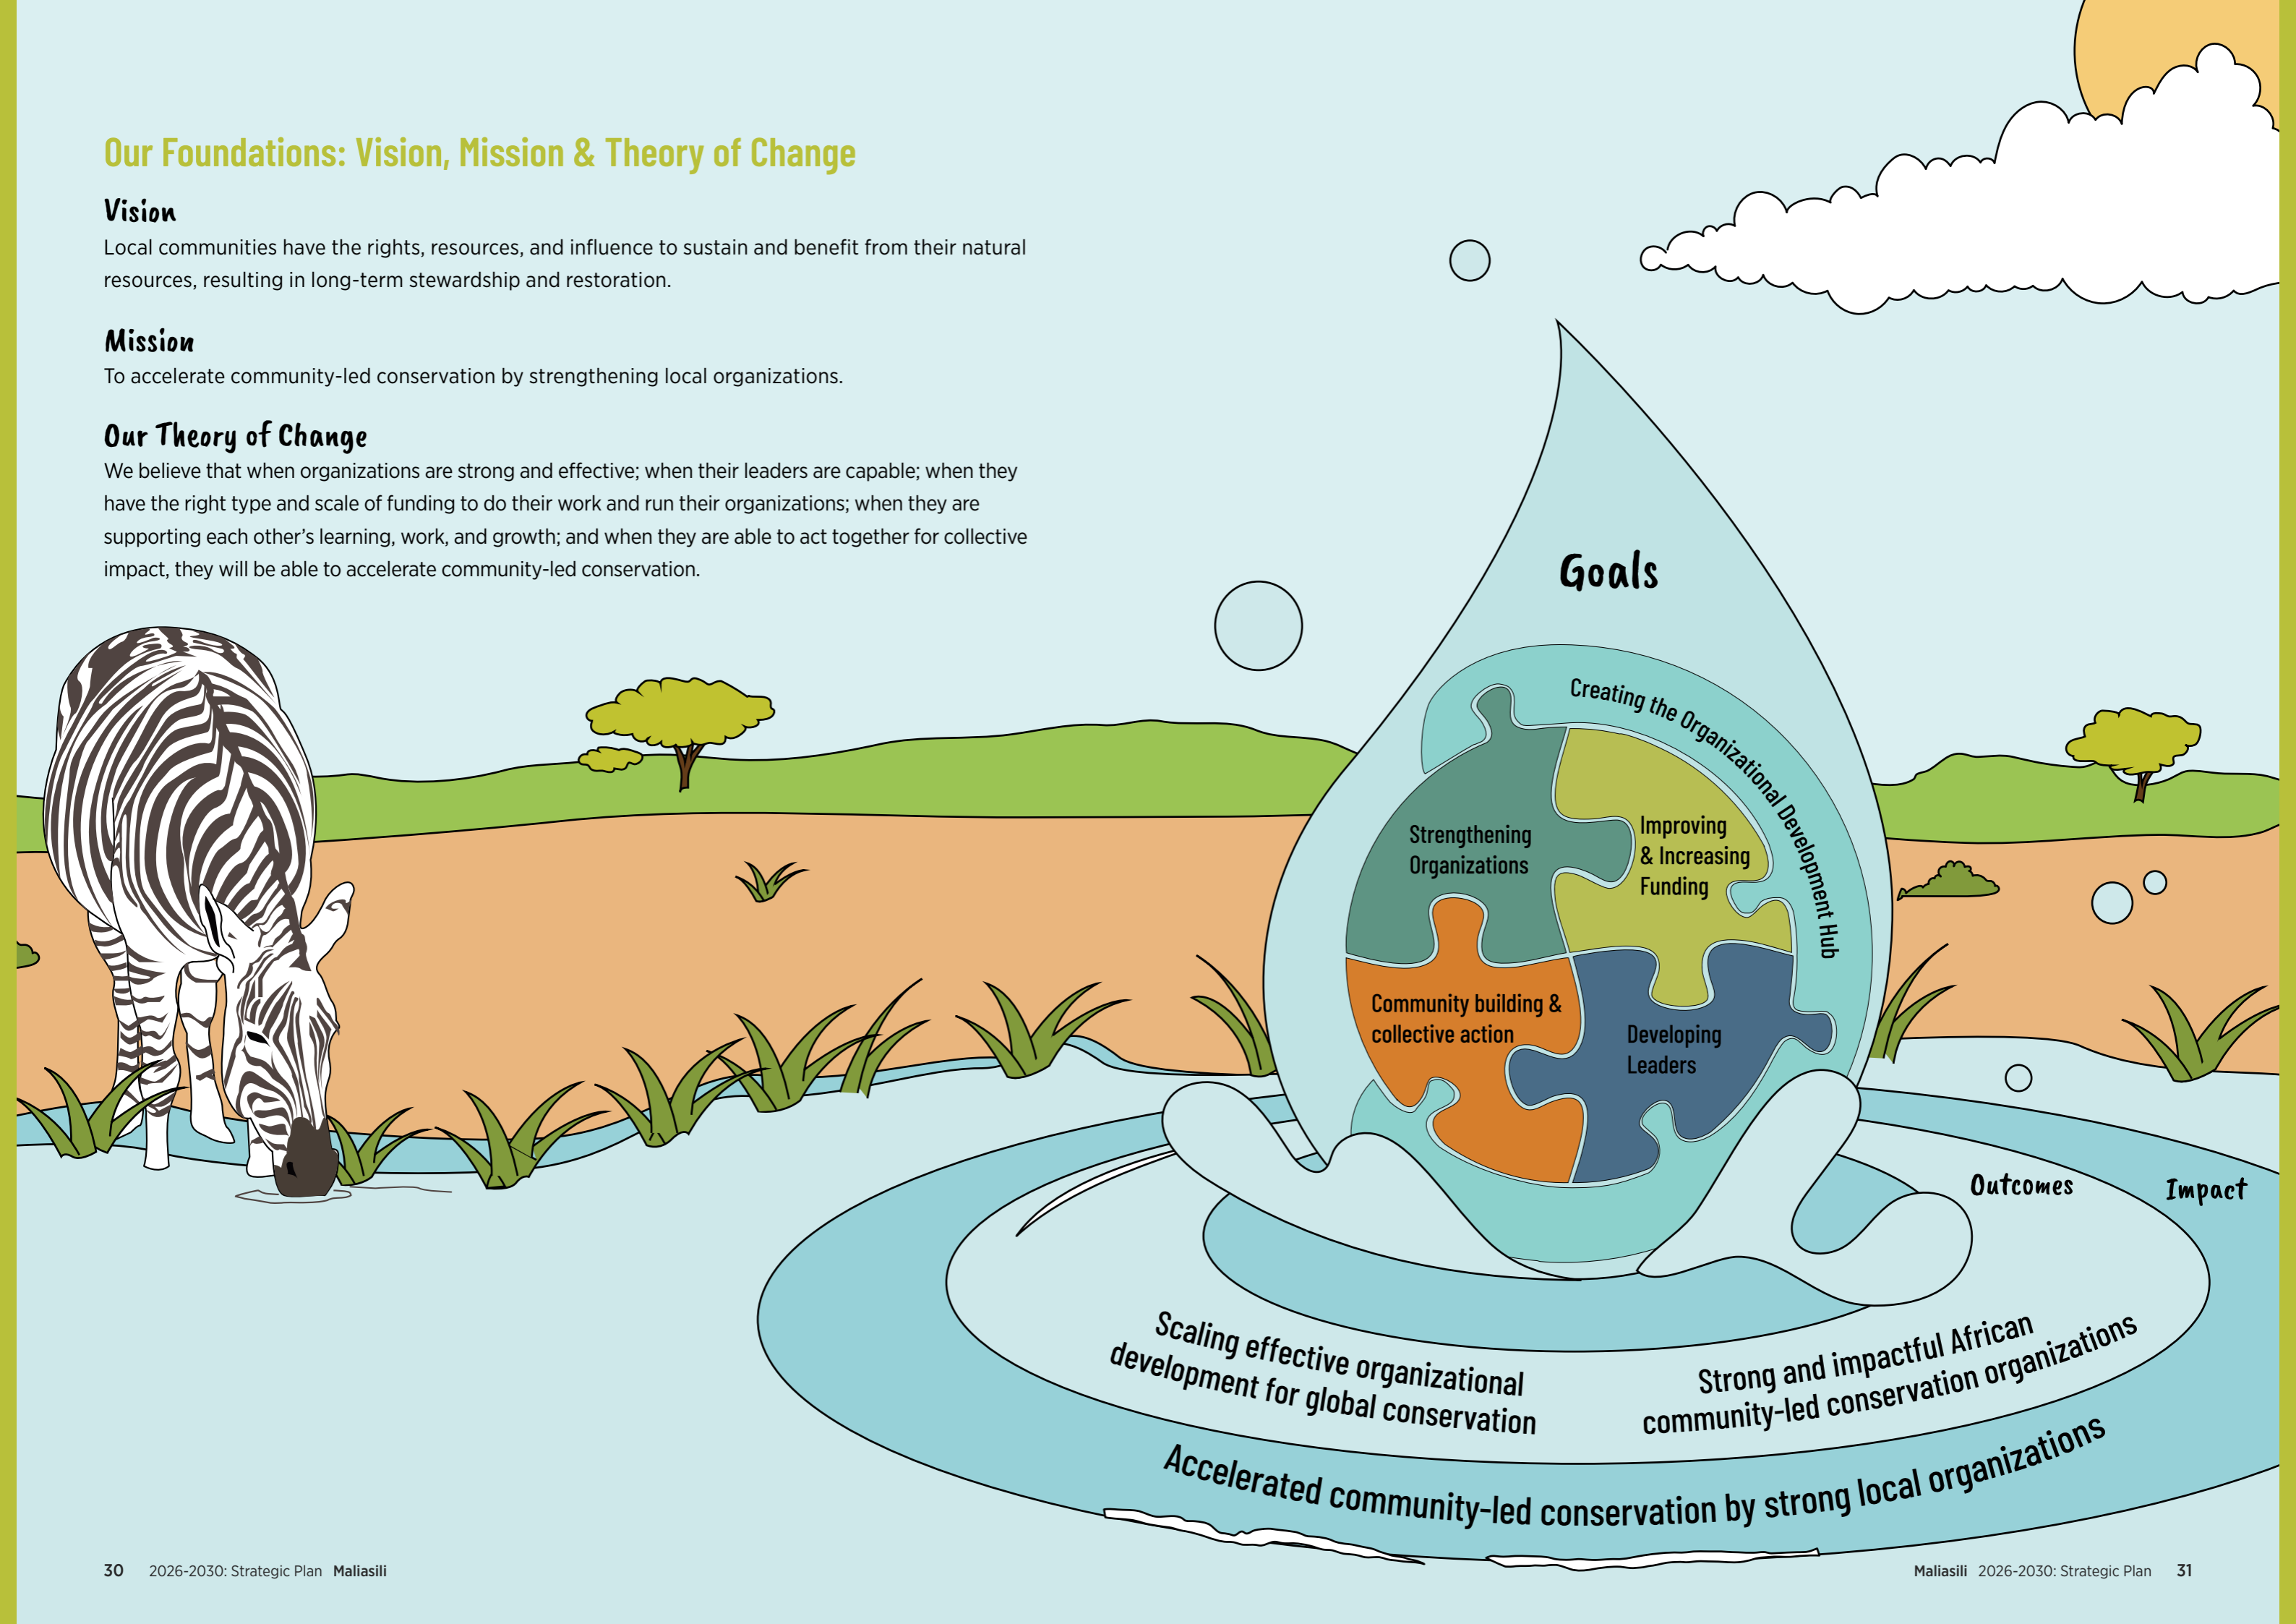 Our Foundations: Vision, Mission & Theory of Change
Vision
Local communities have the rights, resources, and influence to sustain and benefit from their natural
resources, resulting in long-term stewardship and restoration.
Mission
To accelerate community-led conservation by strengthening local organizations.
Our Theory of Change
We believe that when organizations are strong and effective; when their leaders are capable; when they
have the right type and scale of funding to do their work and run their organizations; when they are
supporting each other’s learning, work, and growth; and when they are able to act together for collective
impact, they will be able to accelerate community-led conservation.
Goals
Creating the Organizational Development Hub
Strengthening
Organizations
Improving
& Increasing
Funding
Community building &
collective action
Developing
Leaders
Outcomes
Impact
Scaling effective organizational
development for global conservation
Strong and impactful African
community-led conservation organizations
Accelerated community-led conservation by strong local organizations
30 2026-2030: Strategic Plan Maliasili
Maliasili 2026-2030: Strategic Plan 31